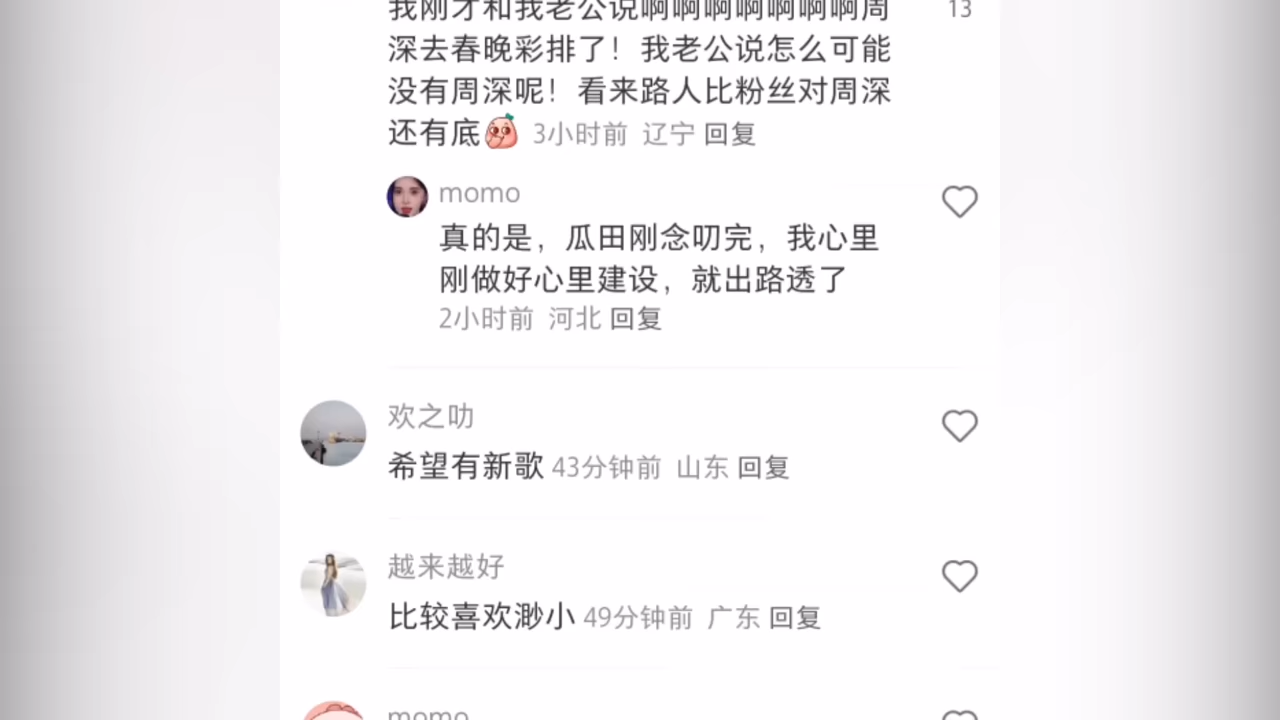 我刚才和我老公说啊啊啊啊啊啊啊周
13
深去春晚彩排了！我老公说怎么可能
没有周深呢！看来路人比粉丝对周深
还有底 3小时前 辽宁 回复
momo
真的是，瓜田刚念叨完，我心里
刚做好心里建设，就出路透了
2小时前 河北 回复
欢之叻
希望有新歌 43分钟前 山东 回复
越来越好
比较喜欢渺小 49分钟前 广东 回复
momo